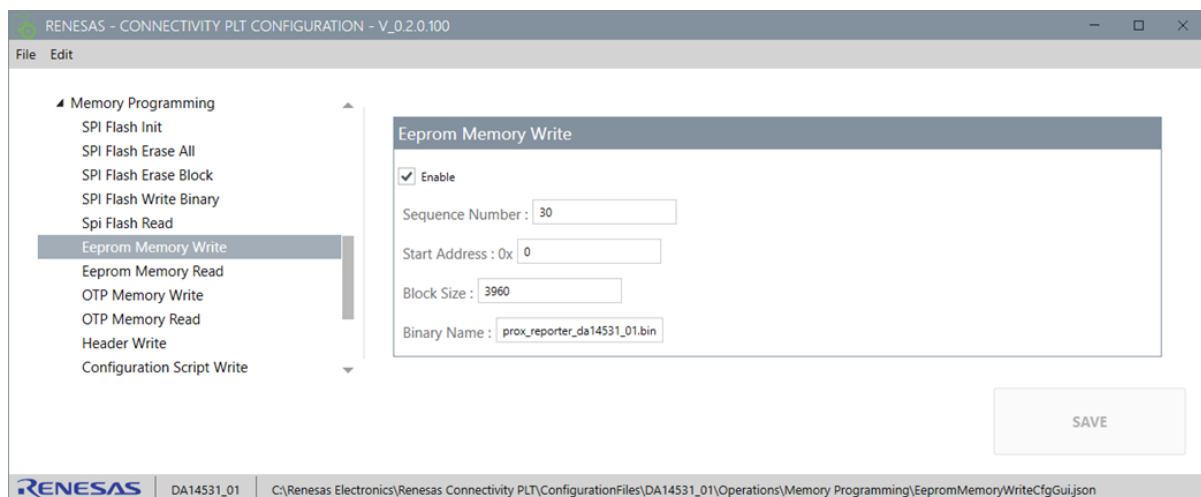 RENESAS - CONNECTIVITY PLT CONFIGURATION - V_0.2.0.100
File Edit
Memory Programming
SPI Flash Init
SPI Flash Erase All
SPI Flash Erase Block
SPI Flash Write Binary
Spi Flash Read
Eeprom Memory Write
Eeprom Memory Read
OTP Memory Write
OTP Memory Read
Header Write
Configuration Script Write
Eeprom Memory Write
Enable
Sequence Number : 30
Start Address : 0x 0
Block Size : 3960
Binary Name : prox_reporter_da14531_01.bin
SAVE
RENESAS DA14531_01 C:\Renesas Electronics\Renesas Connectivity PLT\ConfigurationFiles\DA14531_01\Operations\Memory Programming\EepromMemoryWriteCfgGui.json